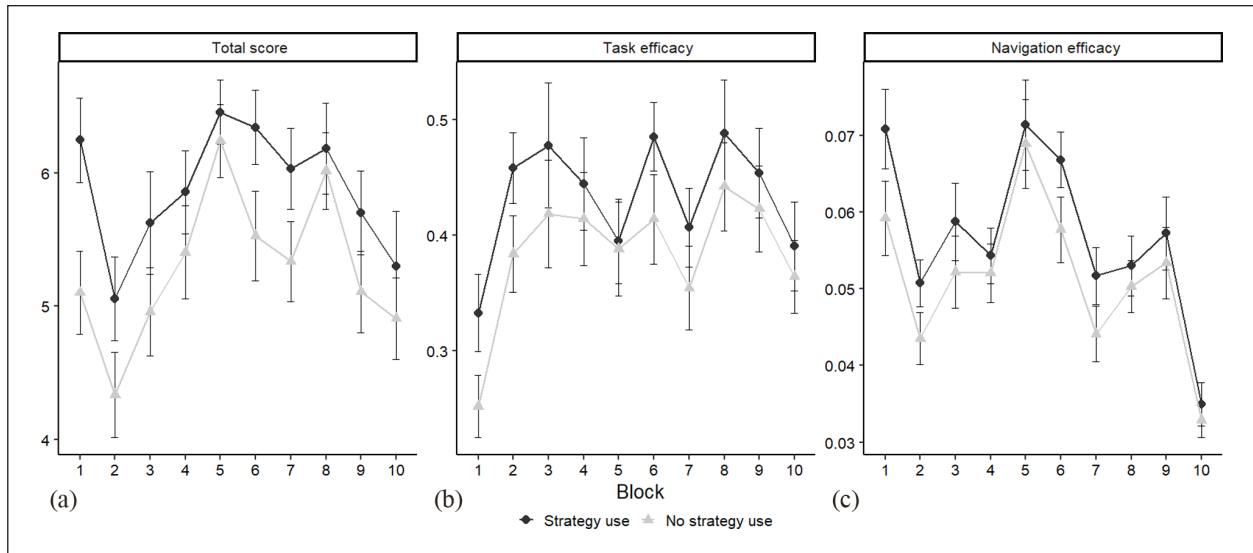 Total score
Task efficacy
Navigation efficacy
6
5
4
0.5
0.4
0.3
0.07
0.06
0.05
0.04
0.03
1 2 3 4 5 6 7 8 9 10
1 2 3 4 5 6 7 8 9 10
1 2 3 4 5 6 7 8 9 10
(a)
(b)
Block
(c)
Strategy use
No strategy use